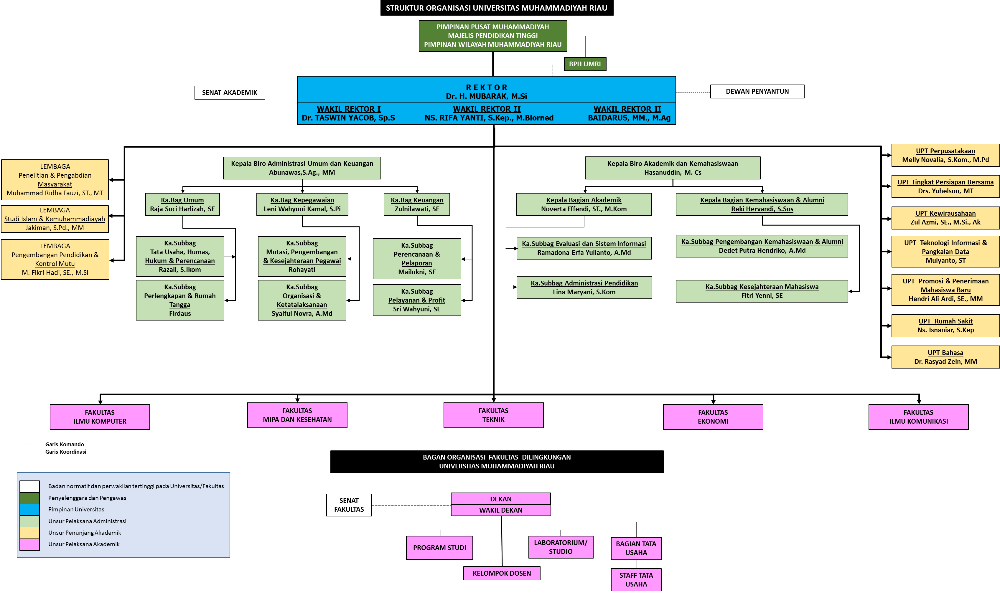 STRUKTUR ORGANISASI UNIVERSITAS MUHAMMADIYAH RIAU
PIMPINAN PUSAT MUHAMMADIYAH
MAJELIS PENDIDIKAN TINGGI
PIMPINAN WILAYAH MUHAMMADIYAH RIAU
BPH UMRI
SENAT AKADEMIK
R E K T O R
Dr. H. MUBARAK, M.Si
DEWAN PENYANTUN
WAKIL REKTOR I
Dr. TASWIN YACOB, Sp.S
WAKIL REKTOR II
NS. RIFA YANTI, S.Kep., M.Biorned
WAKIL REKTOR II
BAIDARUS, MM., M.Ag
LEMBAGA
Penelitian & Pengabdian
Masyarakat
Muhammad Ridha Fauzi, ST., MT
LEMBAGA
Studi Islam & Kemuhammadiayah
Jakiman, S.Pd., MM
LEMBAGA
Pengembangan Pendidikan &
Kontrol Mutu
M. Fikri Hadi, SE., M.Si
Kepala Biro Administrasi Umum dan Keuangan
Abunawas,S.Ag., MM
Ka.Bag Umum
Raja Suci Harlizah, SE
Ka.Bag Kepegawaian
Leni Wahyuni Kamal, S.Pi
Ka.Bag Keuangan
Zulnilawati, SE
Ka.Subbag
Tata Usaha, Humas,
Hukum & Perencanaan
Razali, S.Ikom
Ka.Subbag
Mutasi, Pengembangan
& Kesejahteraan Pegawai
Rohayati
Ka.Subbag
Perencanaan &
Pelaporan
Mailukni, SE
Ka.Subbag
Perlengkapan & Rumah
Tangga
Firdaus
Ka.Subbag
Organisasi &
Ketatalaksanaan
Syaiful Novra, A.Md
Ka.Subbag
Pelayanan & Profit
Sri Wahyuni, SE
Kepala Biro Akademik dan Kemahasiswaan
Hasanuddin, M. Cs
Kepala Bagian Akademik
Noverta Effendi, ST., M.Kom
Kepala Bagian Kemahasiswaan & Alumni
Reki Hervandi, S.Sos
Ka.Subbag Evaluasi dan Sistem Informasi
Ramadona Erfa Yulianto, A.Md
Ka.Subbag Pengembangan Kemahasiswaan & Alumni
Dedet Putra Hendriko, A.Md
Ka.Subbag Administrasi Pendidikan
Lina Maryani, S.Kom
Ka.Subbag Kesejahteraan Mahasiswa
Fitri Yenni, SE
UPT Perpusatakaan
Melly Novalia, S.Kom., M.Pd
UPT Tingkat Persiapan Bersama
Drs. Yuhelson, MT
UPT Kewirausahaan
Zul Azmi, SE., M.Si., Ak
UPT Teknologi Informasi &
Pangkalan Data
Mulyanto, ST
UPT Promosi & Penerimaan
Mahasiswa Baru
Hendri Ali Ardi, SE., MM
UPT Rumah Sakit
Ns. Isnaniar, S.Kep
UPT Bahasa
Dr. Rasyad Zein, MM
FAKULTAS
ILMU KOMPUTER
FAKULTAS
MIPA DAN KESEHATAN
FAKULTAS
TEKNIK
FAKULTAS
EKONOMI
FAKULTAS
ILMU KOMUNIKASI
Garis Komando
Garis Koordinasi
Badan normatif dan perwakilan tertinggi pada Universitas/Fakultas
Penyelenggara dan Pengawas
Pimpinan Universitas
Unsur Pelaksana Administrasi
Unsur Penunjang Akademik
Unsur Pelaksana Akademik
BAGAN ORGANISASI FAKULTAS DILINGKUNGAN
UNIVERSITAS MUHAMMADIYAH RIAU
SENAT
FAKULTAS
DEKAN
WAKIL DEKAN
PROGRAM STUDI
LABORATORIUM/
STUDIO
BAGIAN TATA
USAHA
KELOMPOK DOSEN
STAFF TATA
USAHA